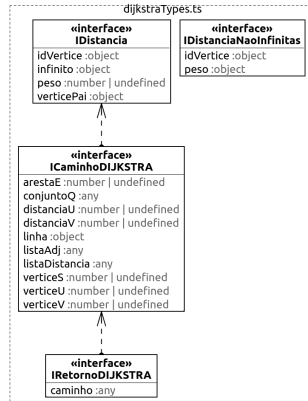 dijkstraTypes.ts
«interface»
IDistancia
idVertice :object
infinito :object
peso :number | undefined
verticePai :object
«interface»
IDistanciaNaoInfinitas
idVertice :object
peso :object
«interface»
ICaminhoDIJKSTRA
arestaE :number | undefined
conjuntoQ :any
distanciaU :number | undefined
distanciaV :number | undefined
linha :object
listaAdj :any
listaDistancia :any
verticeS :number | undefined
verticeU :number | undefined
verticeV :number | undefined
«interface»
IRetornoDIJKSTRA
caminho :any